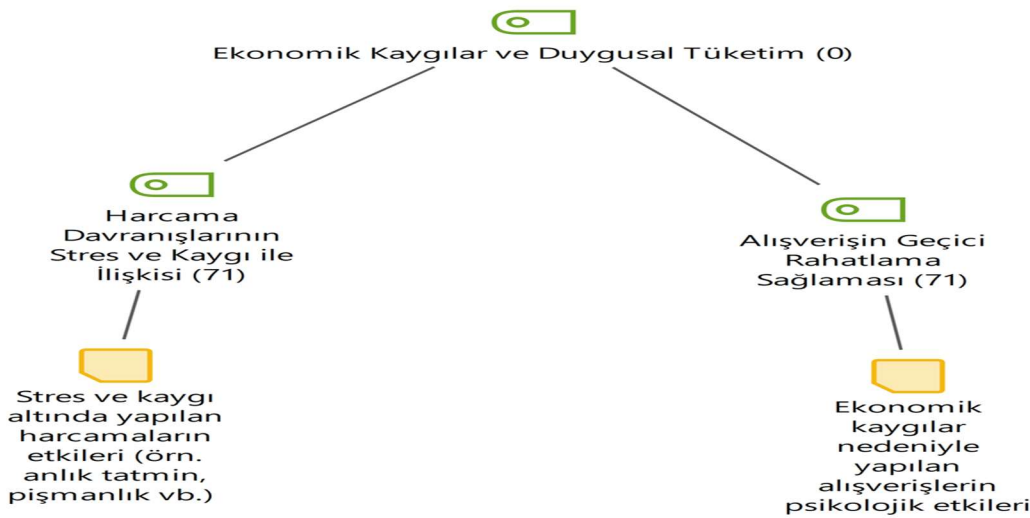 Ekonomik Kaygılar ve Duygusal Tüketim (0)
Harcama
Davranışlarının
Stres ve Kaygı ile
İlişkisi (71)
Alışverişin Geçici
Rahatlama
Sağlaması (71)
Stres ve kaygı
altında yapılan
harcamaların
etkileri (örn.
anlık tatmin,
pişmanlık vb.)
Ekonomik
kaygılar
nedeniyle
yapılan
alışverişlerin
psikolojik etkileri